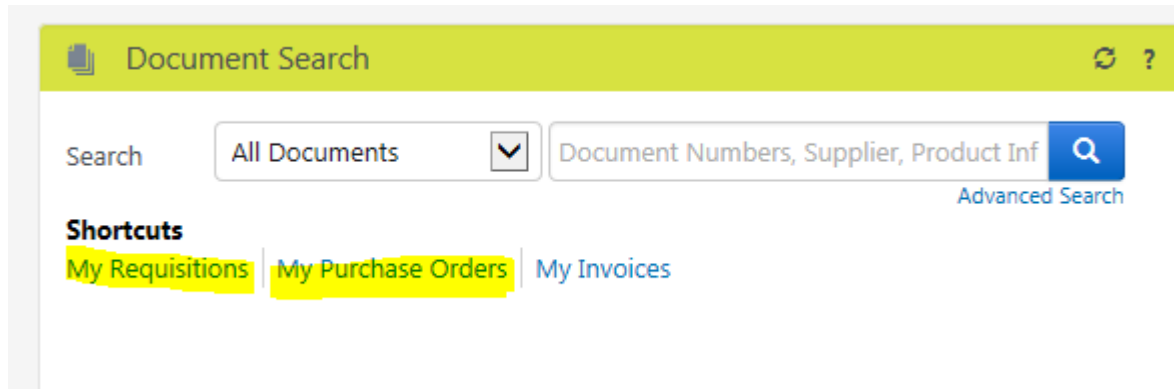 Document Search ?
Search All Documents Document Numbers, Supplier, Product Inf
Advanced Search
Shortcuts
My Requisitions My Purchase Orders My Invoices